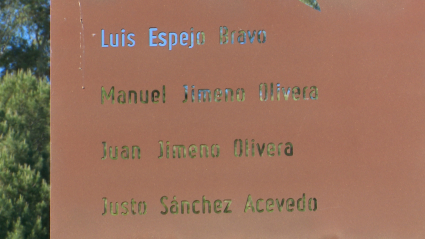 Luis Espejo Bravo
Manuel Jimeno Olivera
Juan Jimeno Olivera
Justo Sánchez Acevedo